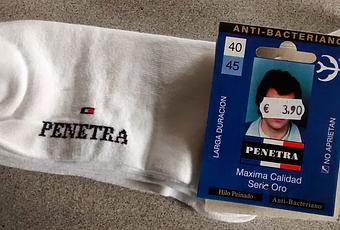 PENETRA
ANTI-BACTERIANO
40
45
€ 3,90
LARGA DURACION
NO APRIETAN
PENETRA
Maxima Calidad
Serie Oro
Hilo Peinado
Anti-Bacteriano